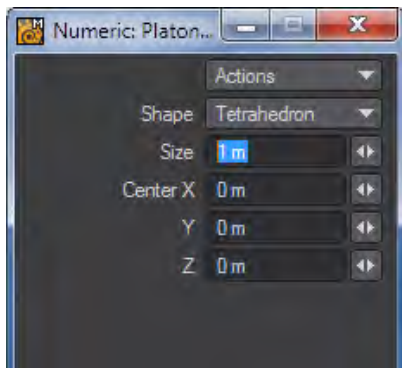 Numeric: Platon...
Actions
Shape Tetrahedron
Size 1 m
Center X 0 m
Y 0 m
Z 0 m